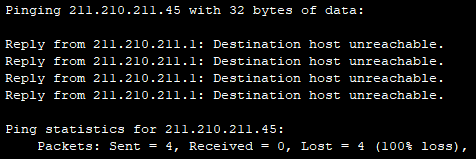 Pinging 211.210.211.45 with 32 bytes of data:
Reply from 211.210.211.1: Destination host unreachable.
Reply from 211.210.211.1: Destination host unreachable.
Reply from 211.210.211.1: Destination host unreachable.
Reply from 211.210.211.1: Destination host unreachable.
Ping statistics for 211.210.211.45:
Packets: Sent = 4, Received = 0, Lost = 4 (100% loss),